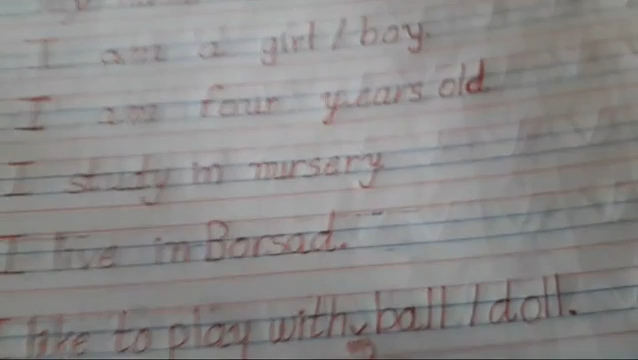 I am a girl / boy.
I am four years old.
I study in nursery
I live in Borsad.
I like to play with ball / doll.